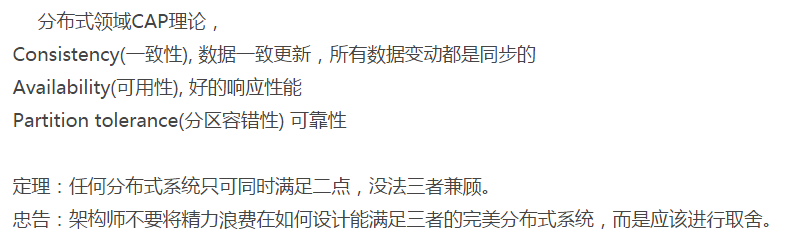 分布式领域CAP理论，
Consistency(一致性), 数据一致更新，所有数据变动都是同步的
Availability(可用性), 好的响应性能
Partition tolerance(分区容错性) 可靠性
定理：任何分布式系统只可同时满足二点，没法三者兼顾。
忠告：架构师不要将精力浪费在如何设计能满足三者的完美分布式系统，而是应该进行取舍。